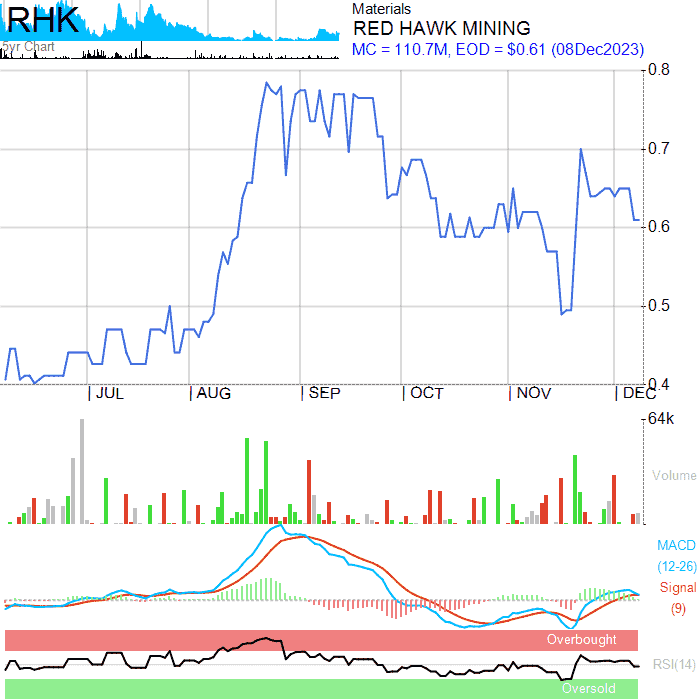 RHK
5yr Chart
Materials
RED HAWK MINING
MC = 110.7M, EOD = $0.61 (08Dec2023)
0.8
0.7
0.6
0.5
0.4
JUL AUG SEP OCT NOV DEC
64k
Volume
MACD
(12-26)
Signal
(9)
Overbought
RSI(14)
Oversold